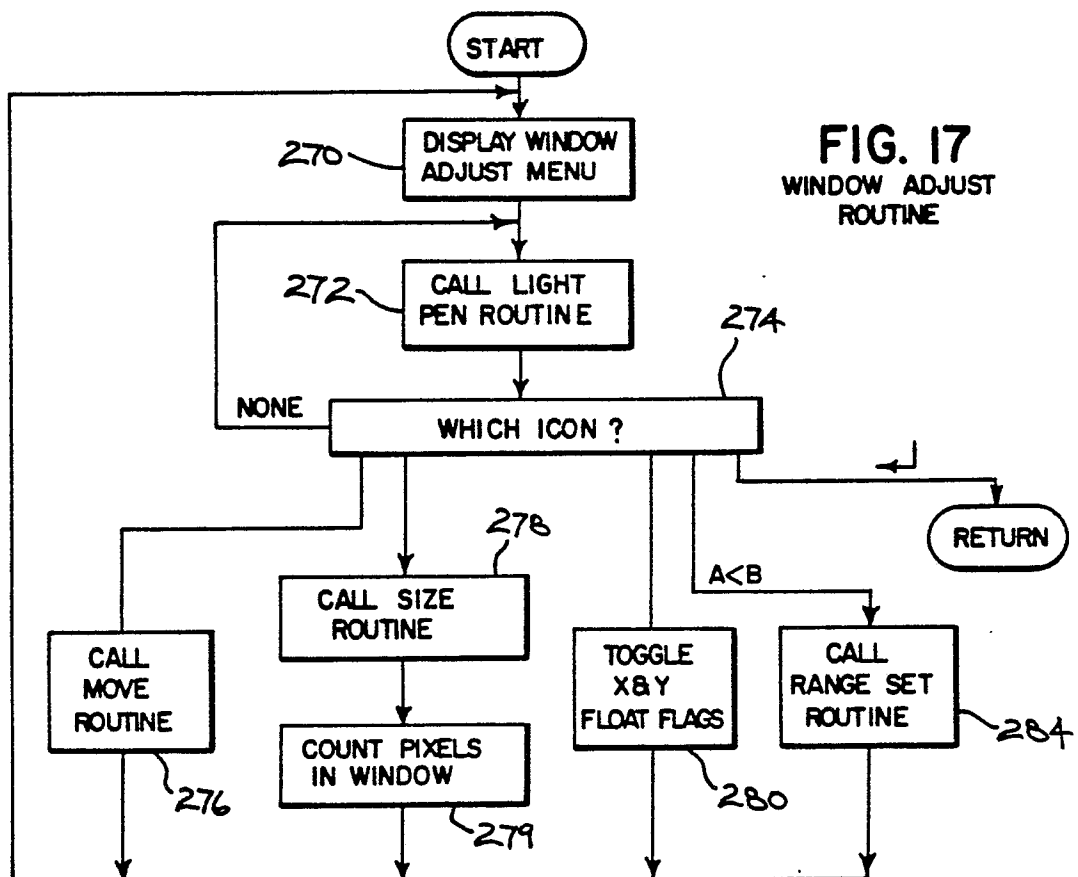 START
270
DISPLAY WINDOW
ADJUST MENU
FIG. 17
WINDOW ADJUST
ROUTINE
272
CALL LIGHT
PEN ROUTINE
274
NONE
WHICH ICON ?
RETURN
278
CALL SIZE
ROUTINE
A<B
CALL
MOVE
ROUTINE
276
COUNT PIXELS
IN WINDOW
279
TOGGLE
X&Y
FLOAT FLAGS
280
CALL
RANGE SET
ROUTINE
284